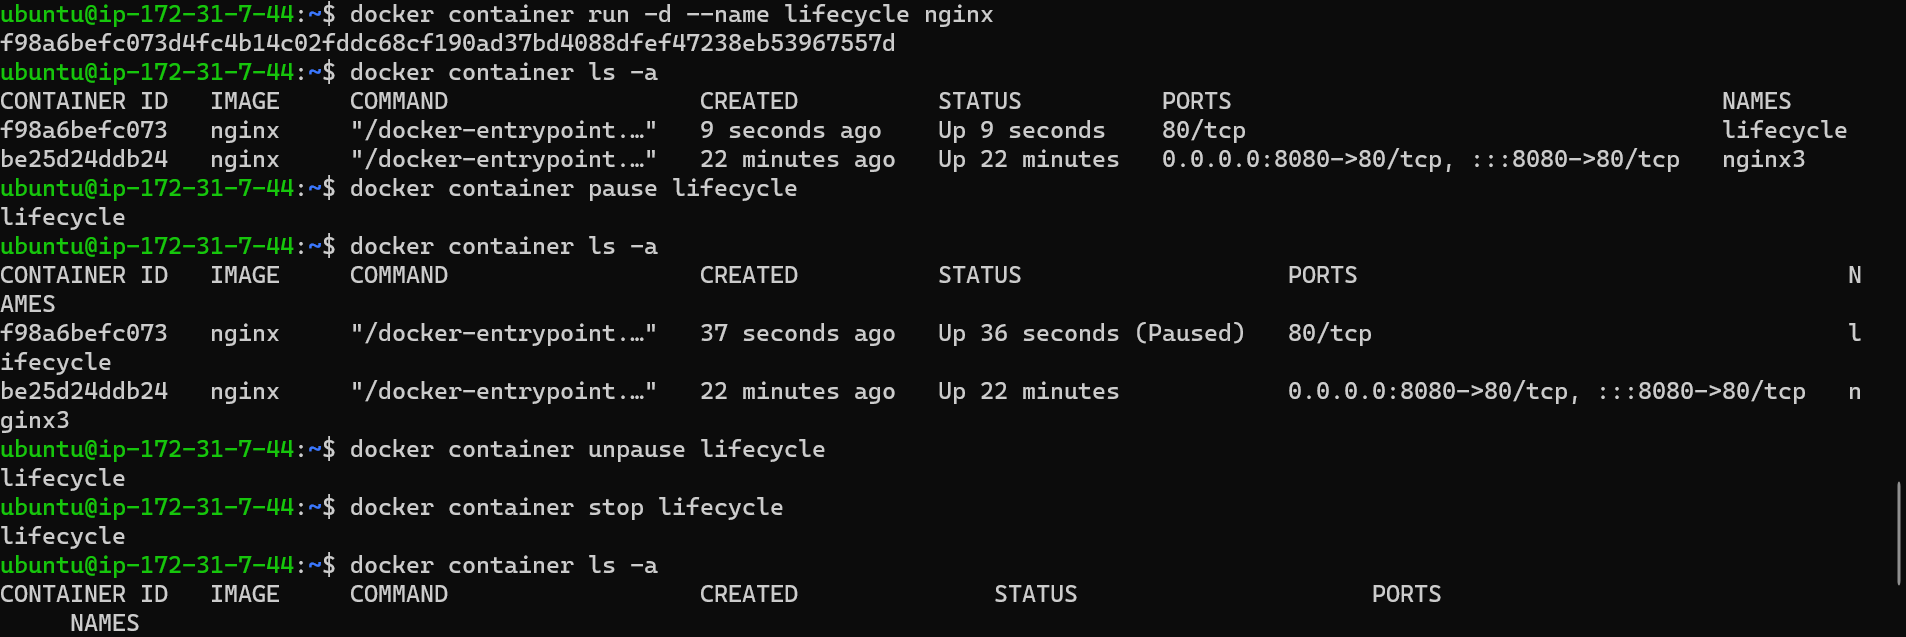 ubuntu@ip-172-31-7-44:~$ docker container run -d --name lifecycle nginx
f98a6befc073d4fc4b14c02fddc68cf190ad37bd4088dfef47238eb53967557d
ubuntu@ip-172-31-7-44:~$ docker container ls -a
CONTAINER ID   IMAGE     COMMAND                  CREATED          STATUS          PORTS                                   NAMES
f98a6befc073   nginx     "/docker-entrypoint.…"   9 seconds ago    Up 9 seconds    80/tcp                                  lifecycle
be25d24ddb24   nginx     "/docker-entrypoint.…"   22 minutes ago   Up 22 minutes   0.0.0.0:8080->80/tcp, :::8080->80/tcp   nginx3
ubuntu@ip-172-31-7-44:~$ docker container pause lifecycle
lifecycle
ubuntu@ip-172-31-7-44:~$ docker container ls -a
CONTAINER ID   IMAGE     COMMAND                  CREATED          STATUS                   PORTS                                   N
AMES
f98a6befc073   nginx     "/docker-entrypoint.…"   37 seconds ago   Up 36 seconds (Paused)   80/tcp                                  l
ifecycle
be25d24ddb24   nginx     "/docker-entrypoint.…"   22 minutes ago   Up 22 minutes            0.0.0.0:8080->80/tcp, :::8080->80/tcp   n
ginx3
ubuntu@ip-172-31-7-44:~$ docker container unpause lifecycle
lifecycle
ubuntu@ip-172-31-7-44:~$ docker container stop lifecycle
lifecycle
ubuntu@ip-172-31-7-44:~$ docker container ls -a
CONTAINER ID   IMAGE     COMMAND                  CREATED              STATUS                     PORTS
     NAMES